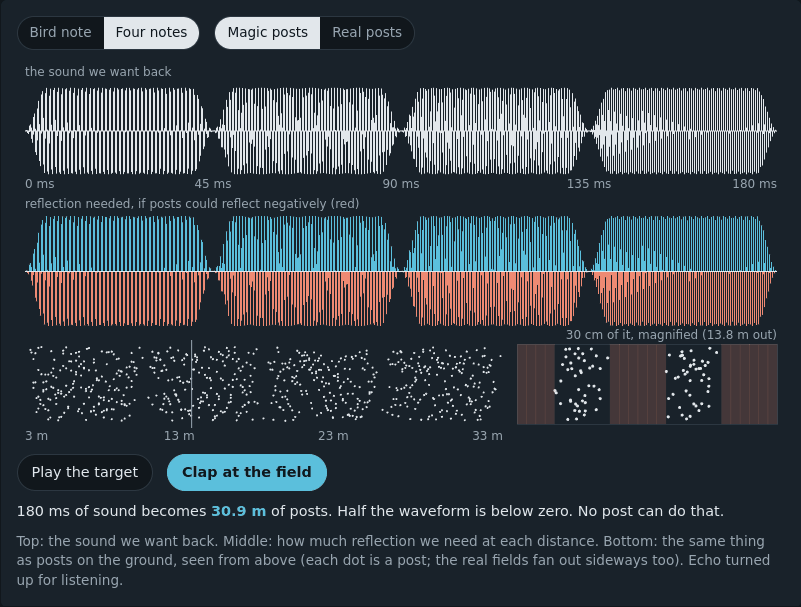 Bird note Four notes Magic posts Real posts
the sound we want back
0 ms 45 ms 90 ms 135 ms 180 ms
reflection needed, if posts could reflect negatively (red)
30 cm of it, magnified (13.8 m out)
3 m 13 m 23 m 33 m
Play the target Clap at the field
180 ms of sound becomes 30.9 m of posts. Half the waveform is below zero. No post can do that.
Top: the sound we want back. Middle: how much reflection we need at each distance. Bottom: the same thing
as posts on the ground, seen from above (each dot is a post; the real fields fan out sideways too). Echo turned
up for listening.